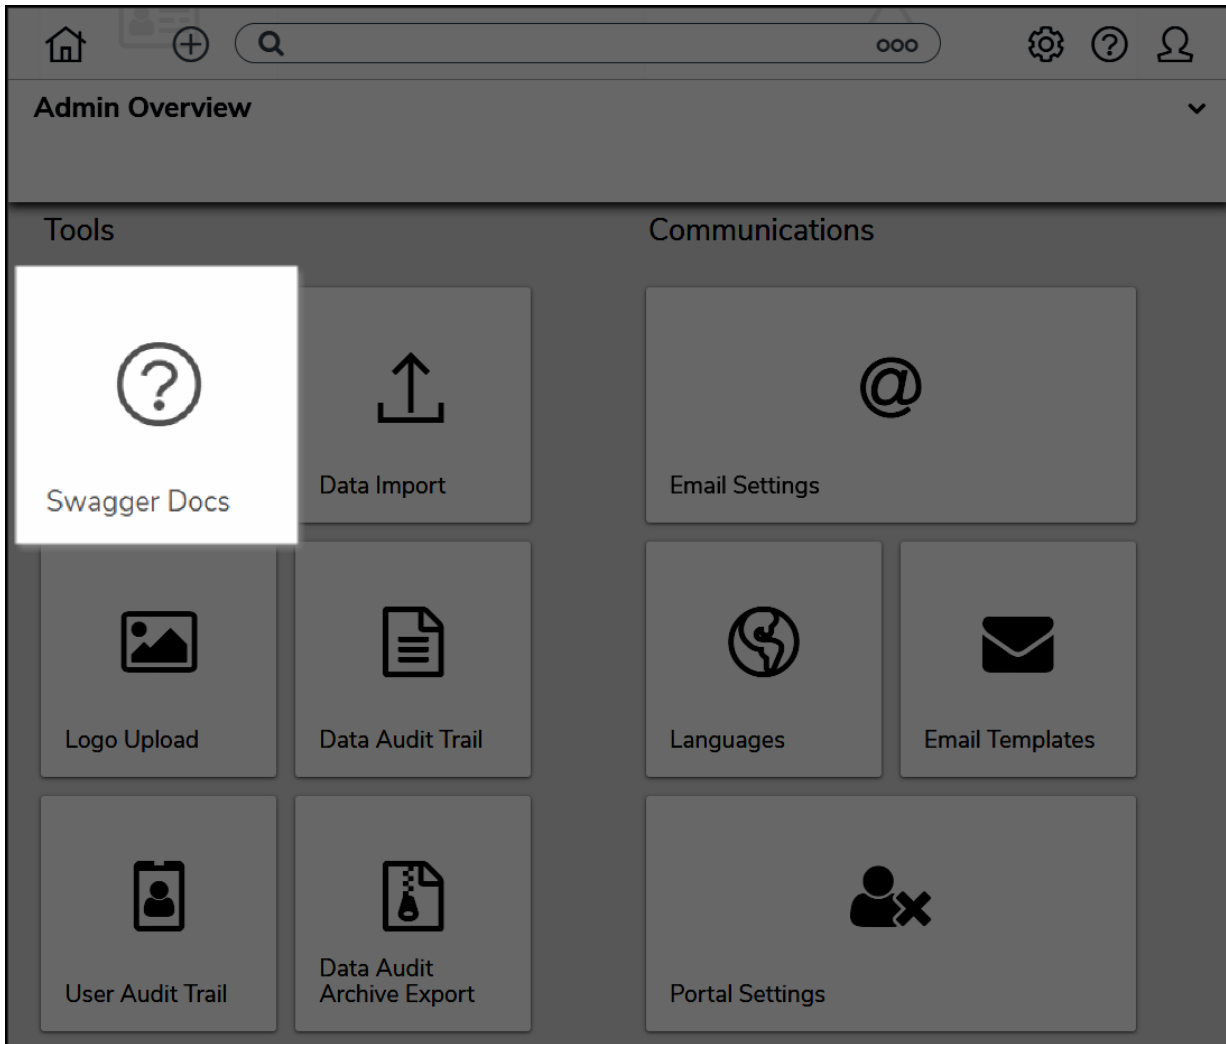 Admin Overview
Tools
Communications
Swagger Docs
Data Import
Email Settings
Logo Upload
Data Audit Trail
Languages
Email Templates
User Audit Trail
Data Audit
Archive Export
Portal Settings